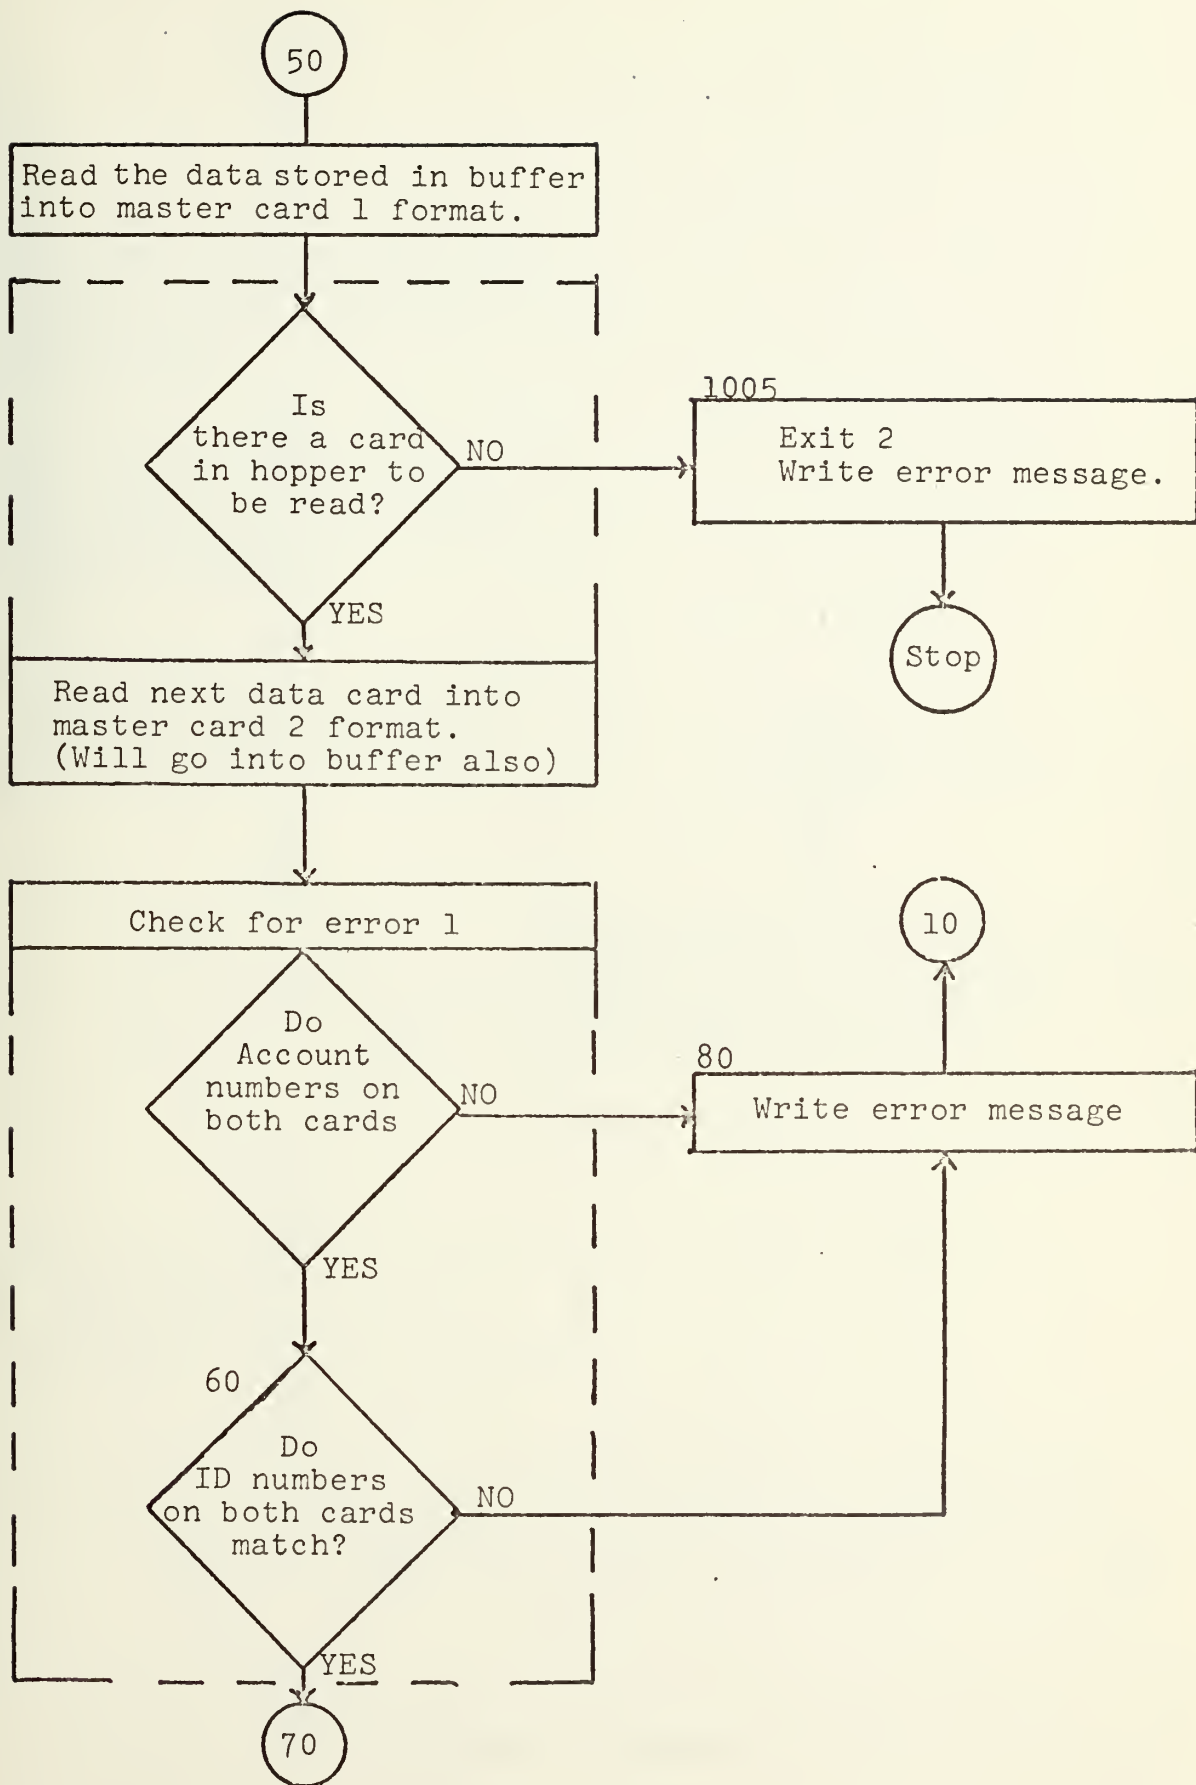 50
Read the data stored in buffer
into master card 1 format.
Is
there a card
in hopper to
be read?
NO
1005
Exit 2
Write error message.
YES
Stop
Read next data card into
master card 2 format.
(Will go into buffer also)
Check for error 1
10
Do
Account
numbers on
both cards
NO
80
Write error message
YES
60
Do
ID numbers
on both cards
match?
NO
YES
70